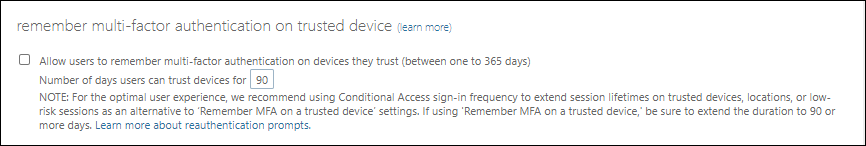 remember multi-factor authentication on trusted device (learn more)
Allow users to remember multi-factor authentication on devices they trust (between one to 365 days)
Number of days users can trust devices for 90
NOTE: For the optimal user experience, we recommend using Conditional Access sign-in frequency to extend session lifetimes on trusted devices, locations, or low-
risk sessions as an alternative to 'Remember MFA on a trusted device' settings. If using 'Remember MFA on a trusted device,' be sure to extend the duration to 90 or
more days. Learn more about reauthentication prompts.